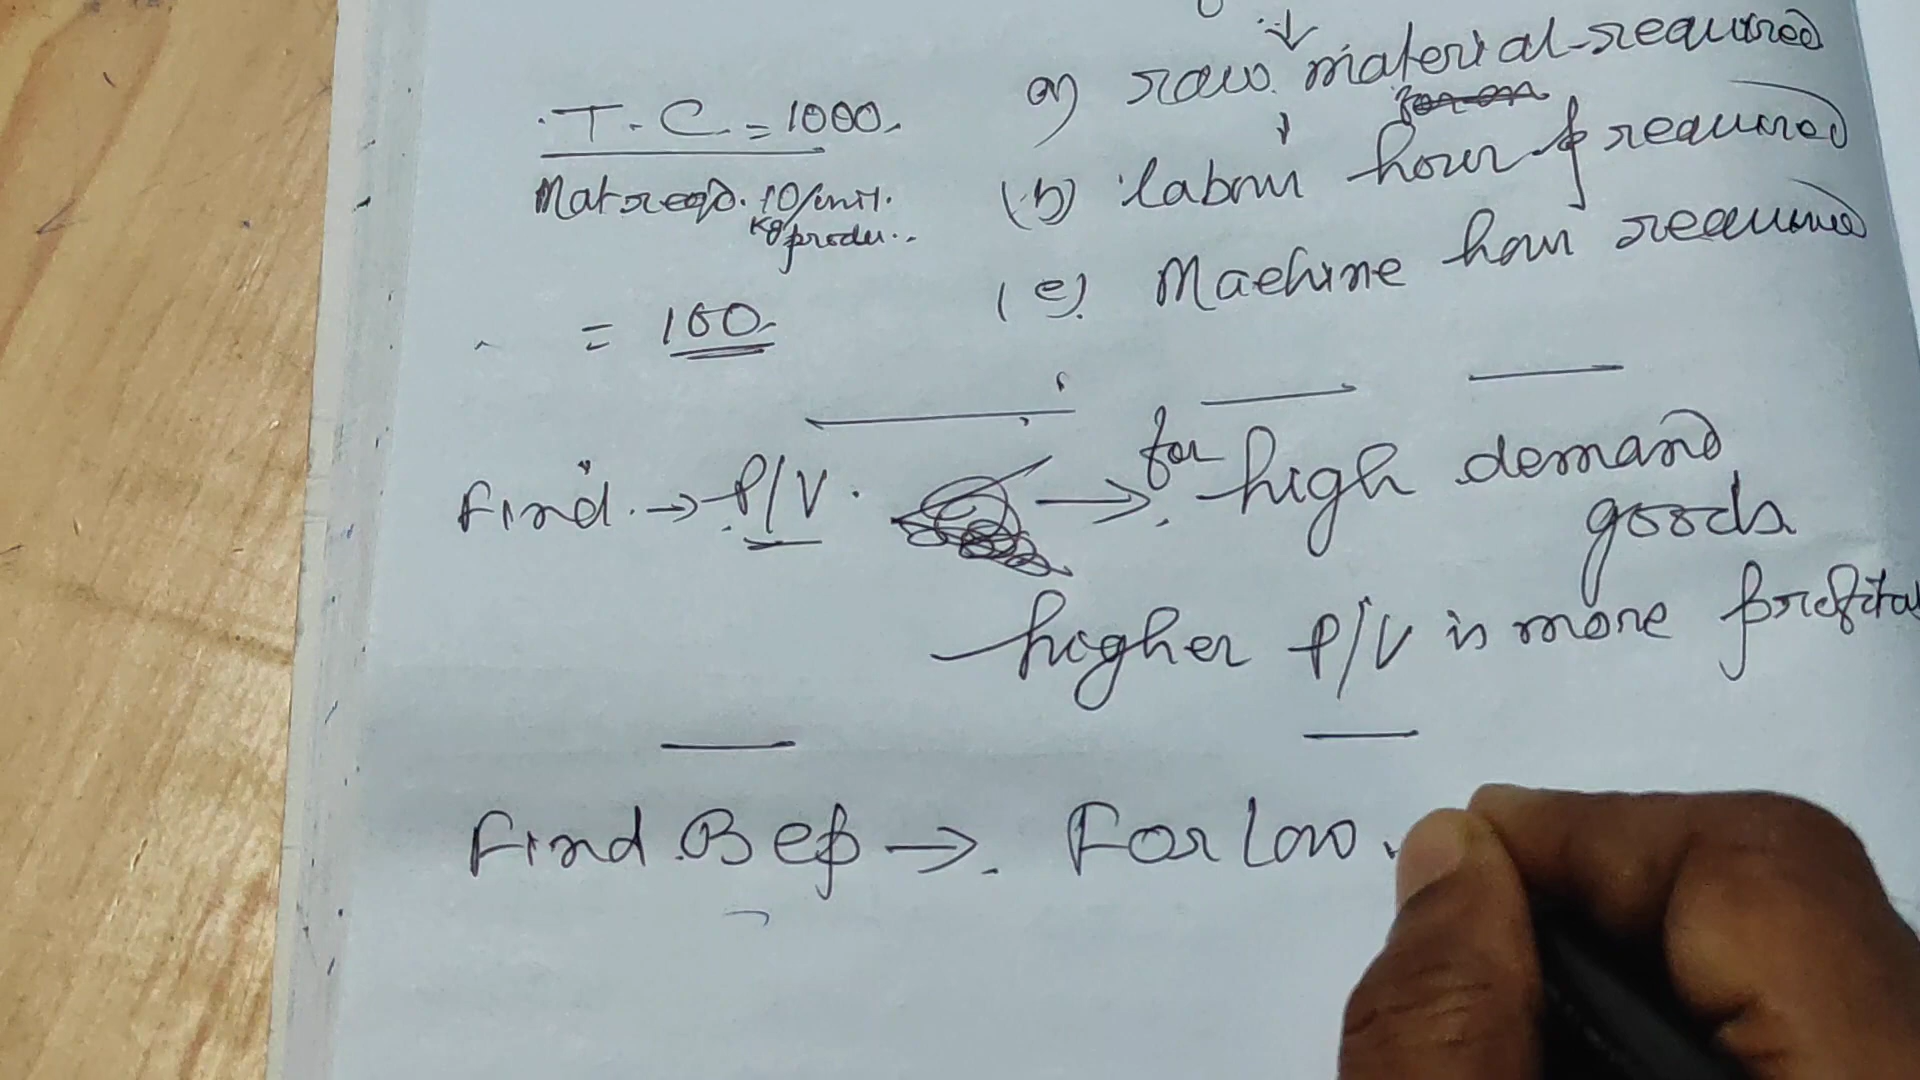 a) raw material required
T.C. = 1000
(b) labour hour required
Mat reqd. 10/unit.
kg produ..
(c). Machine hour required
= 100
Find. → P/V. → for high demand
goods
higher P/V is more
Find Bep → For low